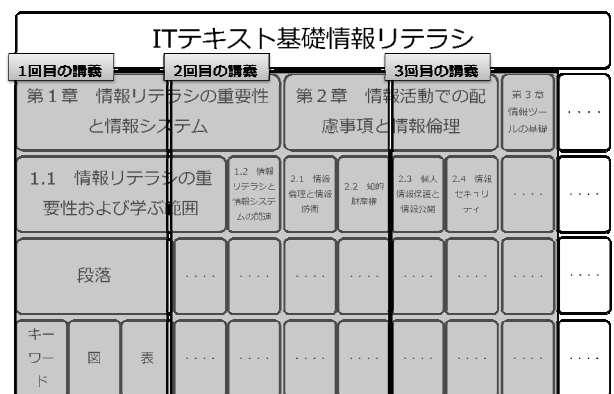 ITテキスト基礎情報リテラシ
1回目の講義
2回目の講義
3回目の講義
第１章　情報リテラシの重要性
と情報システム
第２章　情報活動での配
慮事項と情報倫理
第３章
情報ツー
ルの基礎
････
1.1　情報リテラシの重
要性および学ぶ範囲
1.2　情報
リテラシと
情報システ
ムの関連
2.1　情報
倫理と情報
防衛
2.2　知的
財産権
2.3　個人
情報保護と
情報公開
2.4　情報
セキュリ
ティ
････
････
段落
････
････
････
････
････
････
････
････
キー
ワー
ド
図
表
････
････
････
････
････
････
････
････